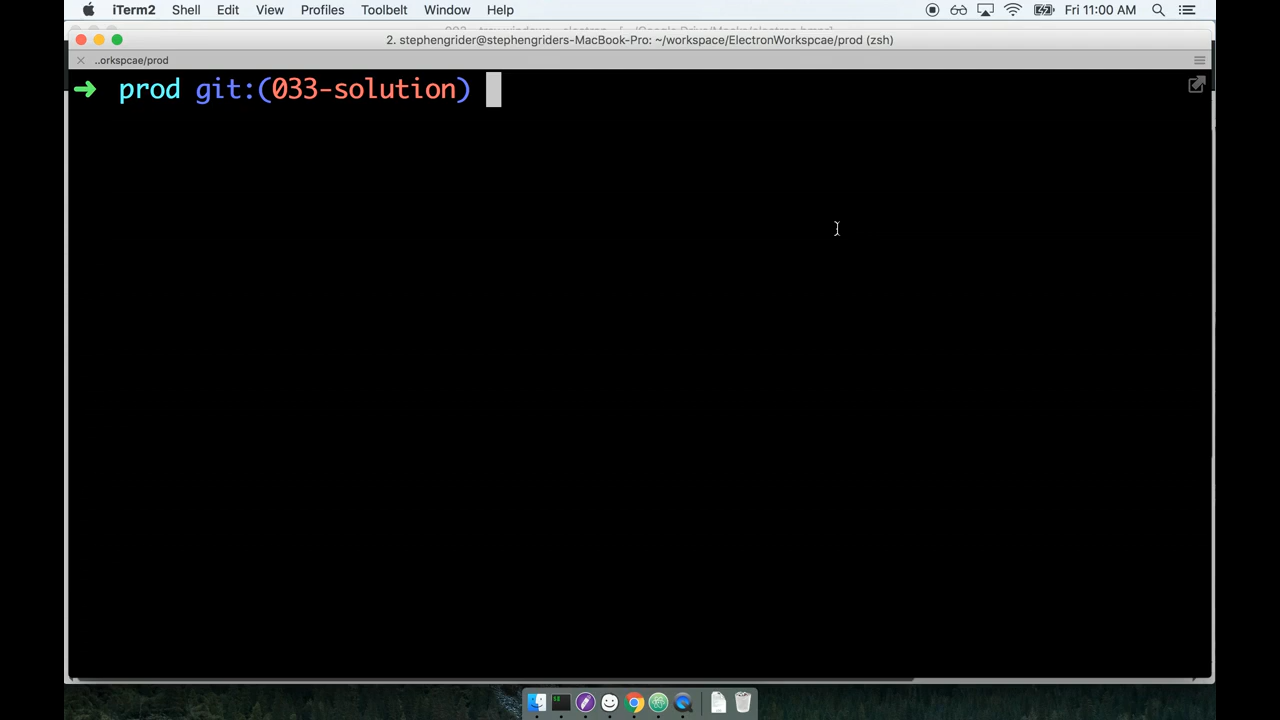 iTerm2 Shell Edit View Profiles Toolbelt Window Help Fri 11:00 AM
2. stephengrider@stephengriders-MacBook-Pro: ~/workspace/ElectronWorkspcae/prod (zsh)
..orkspcae/prod
➜ prod git:(033-solution)